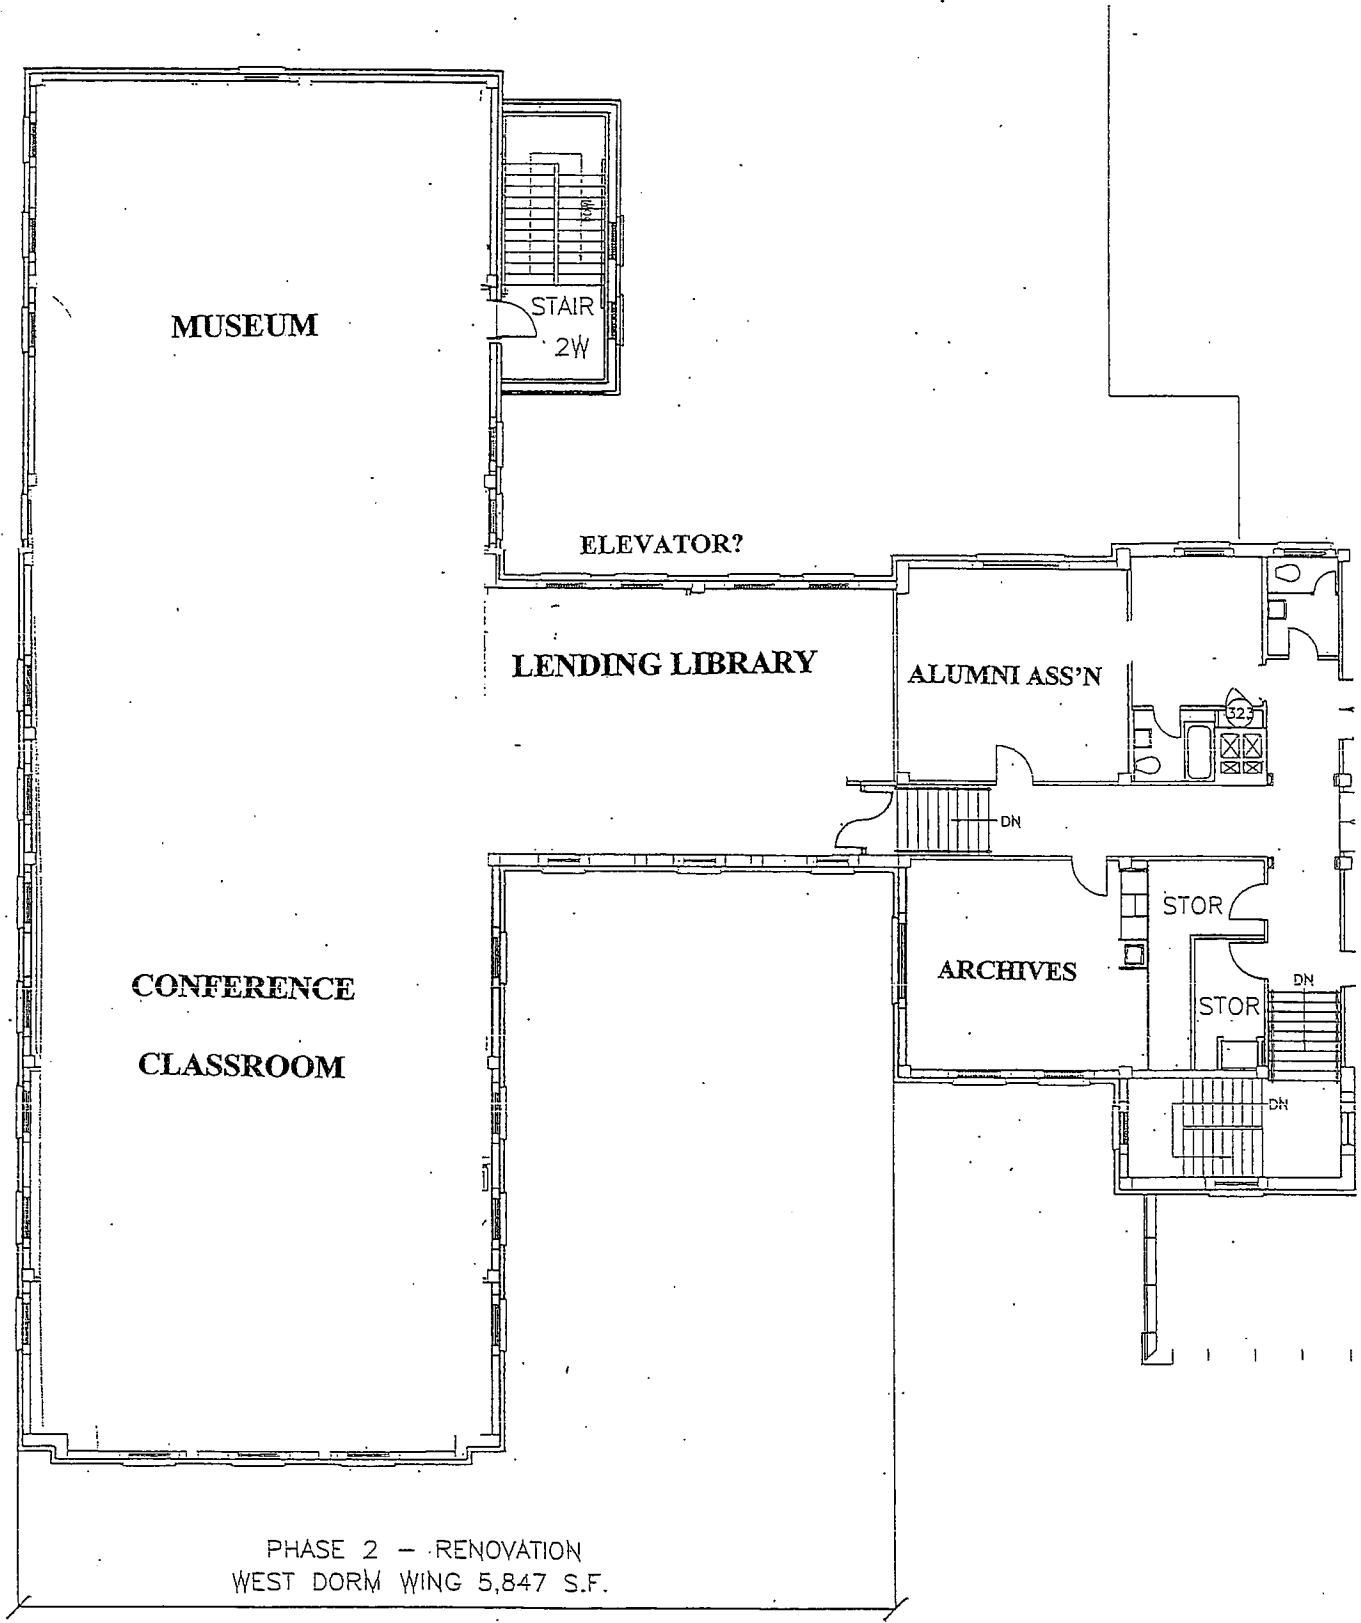 STAIR
2W
MUSEUM
ELEVATOR?
LENDING LIBRARY
ALUMNI ASS'N
323
DN
STOR
ARCHIVES
CONFERENCE
CLASSROOM
DN
STOR
DN
PHASE 2 - RENOVATION
WEST DORM WING 5,847 S.F.